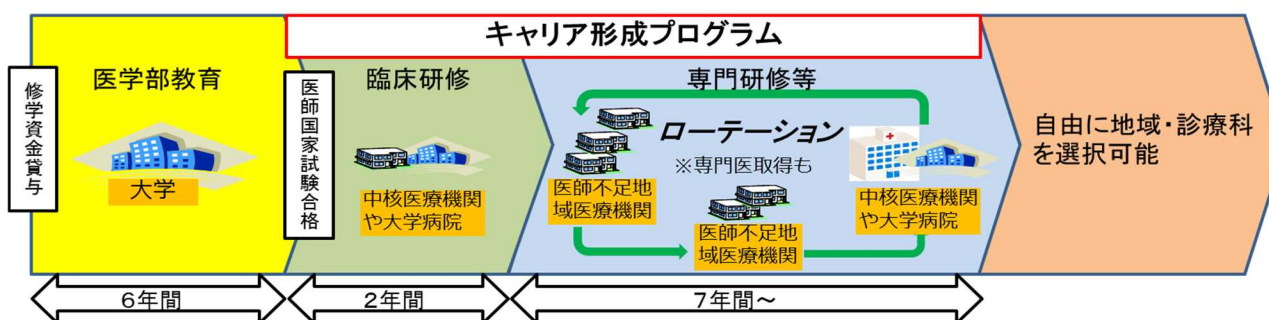 キャリア形成プログラム
修学資金貸与
医学部教育
大学
医師国家試験合格
臨床研修
中核医療機関
や大学病院
専門研修等
ローテーション
※専門医取得も
医師不足地
域医療機関
医師不足地
域医療機関
中核医療機関
や大学病院
自由に地域・診療科
を選択可能
6年間
2年間
7年間～